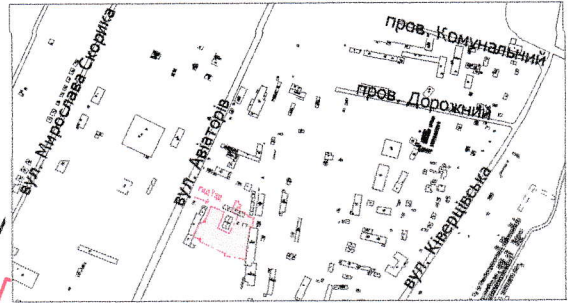 пров. Комунальний
вул. Мирослава Скорика
пров. Дорожній
вул. Авіаторів
вул. Ківерцівська